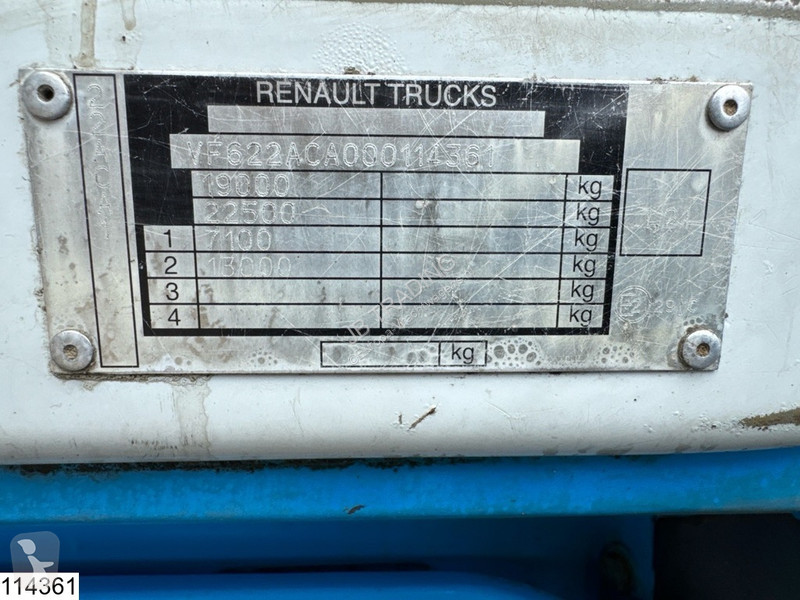 RENAULT TRUCKS
VF622ACA000114361
19000 kg
22500 kg
1 7100 kg
2 13000 kg
3 kg
4 kg
kg
114361